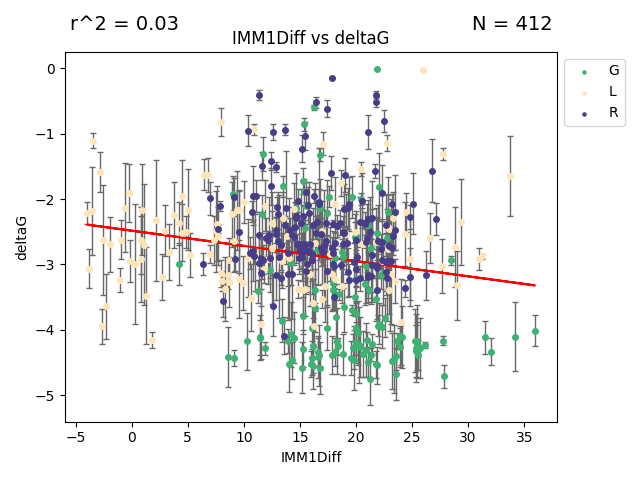 r^2 = 0.03 N = 412
IMM1Diff vs deltaG
G
L
R
0
−1
−2
−3
−4
−5
deltaG
−5 0 5 10 15 20 25 30 35
IMM1Diff